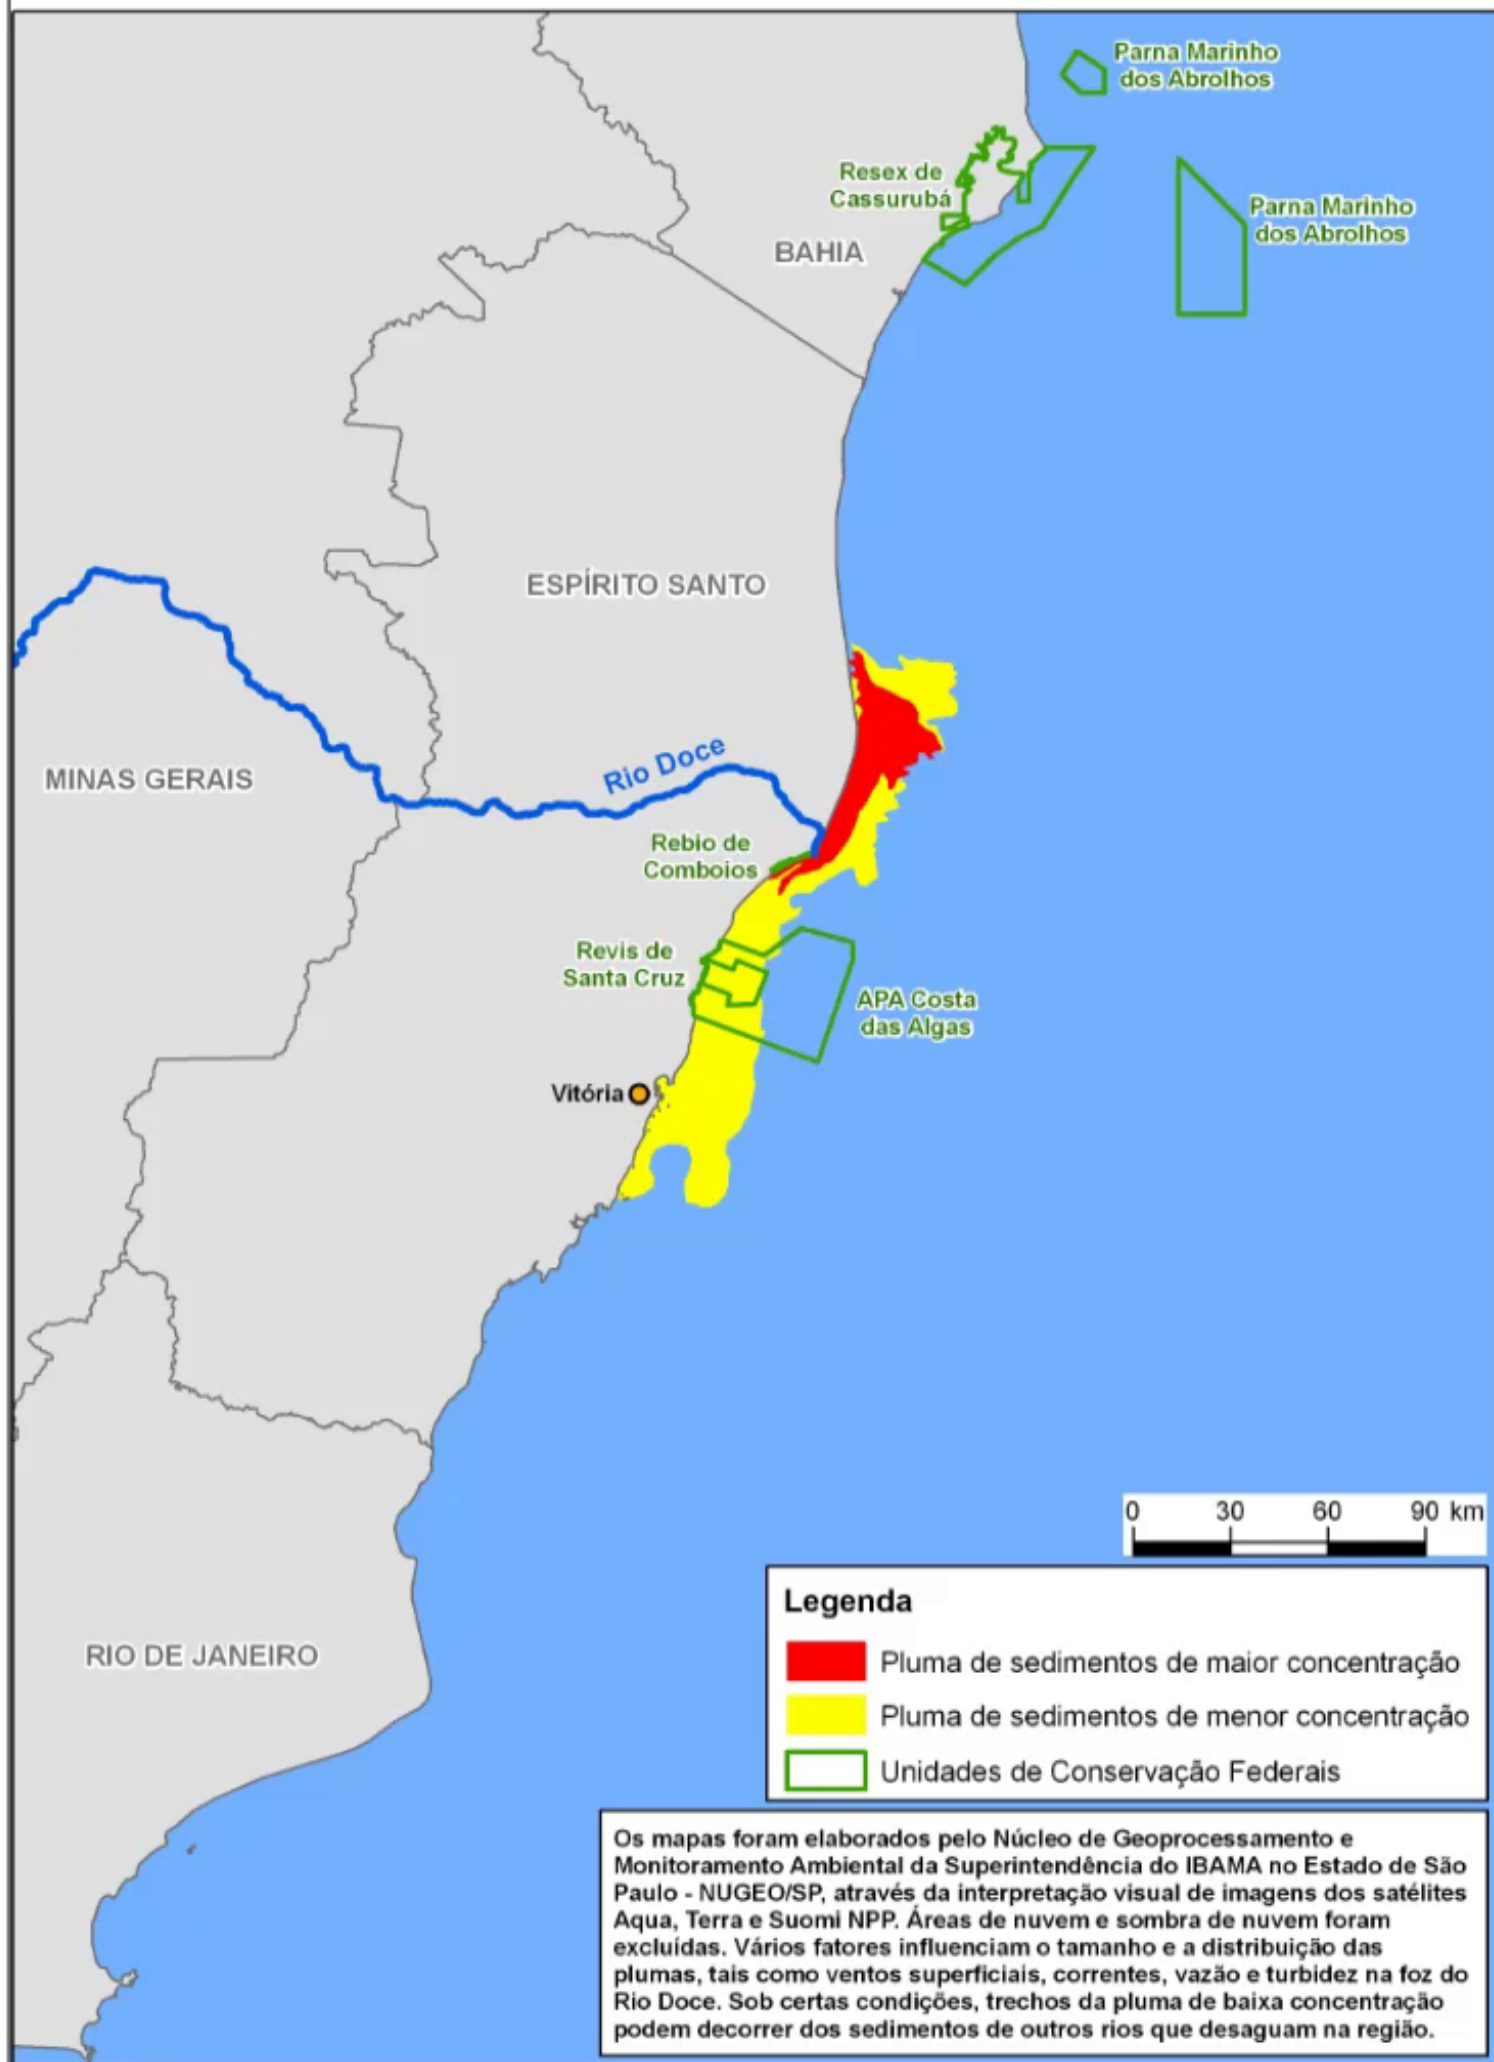 Parna Marinho
dos Abrolhos
Resex de
Cassurubá
Parna Marinho
dos Abrolhos
BAHIA
ESPÍRITO SANTO
Rio Doce
MINAS GERAIS
Rebio de
Comboios
Revis de
Santa Cruz
APA Costa
das Algas
Vitória
0 30 60 90 km
Legenda
Pluma de sedimentos de maior concentração
Pluma de sedimentos de menor concentração
Unidades de Conservação Federais
RIO DE JANEIRO
Os mapas foram elaborados pelo Núcleo de Geoprocessamento e
Monitoramento Ambiental da Superintendência do IBAMA no Estado de São
Paulo - NUGEO/SP, através da interpretação visual de imagens dos satélites
Aqua, Terra e Suomi NPP. Áreas de nuvem e sombra de nuvem foram
excluídas. Vários fatores influenciam o tamanho e a distribuição das
plumas, tais como ventos superficiais, correntes, vazão e turbidez na foz do
Rio Doce. Sob certas condições, trechos da pluma de baixa concentração
podem decorrer dos sedimentos de outros rios que desaguam na região.